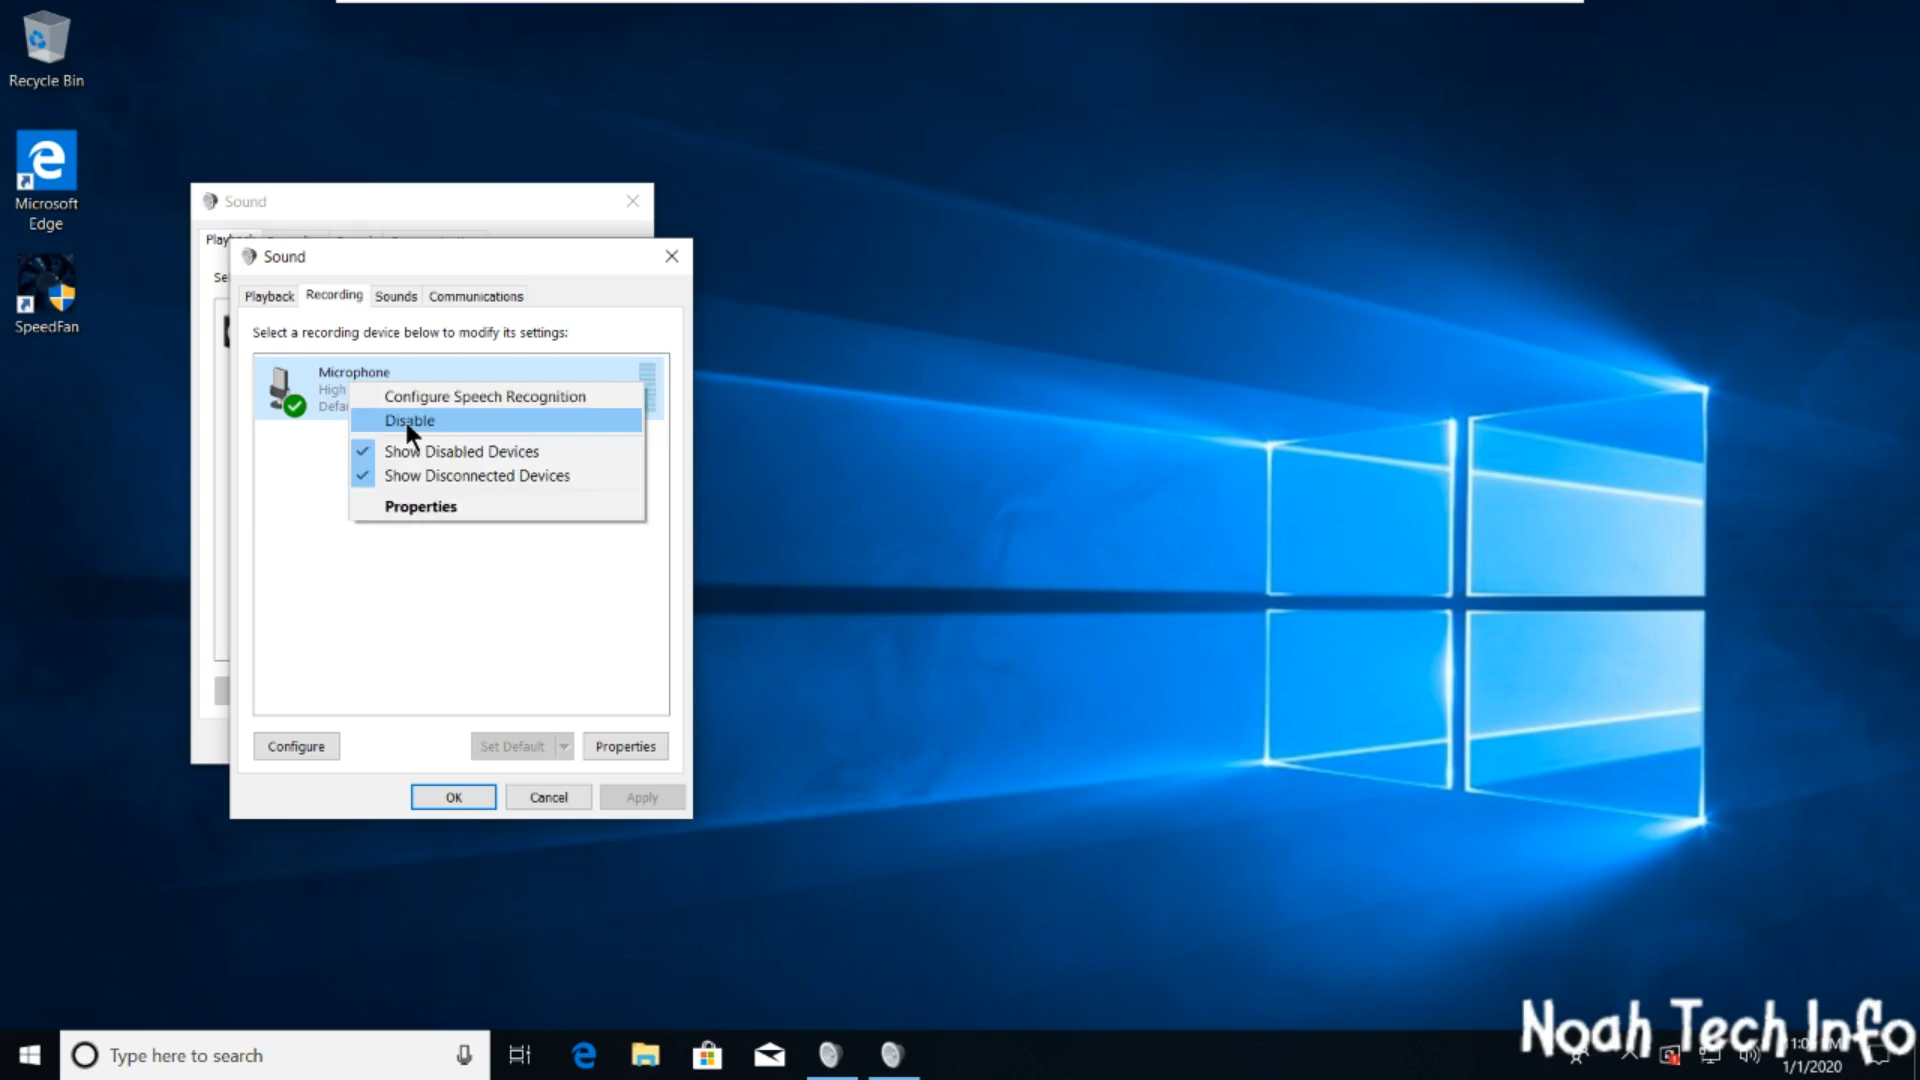 Recycle Bin
Microsoft
Edge
SpeedFan
Sound
Sound
Playback Recording Sounds Communications
Select a recording device below to modify its settings:
Microphone
High
Configure Speech Recognition
Disable
Show Disabled Devices
Show Disconnected Devices
Properties
Configure
Set Default
Properties
OK
Cancel
Apply
Noah Tech Info
Type here to search
1/1/2020